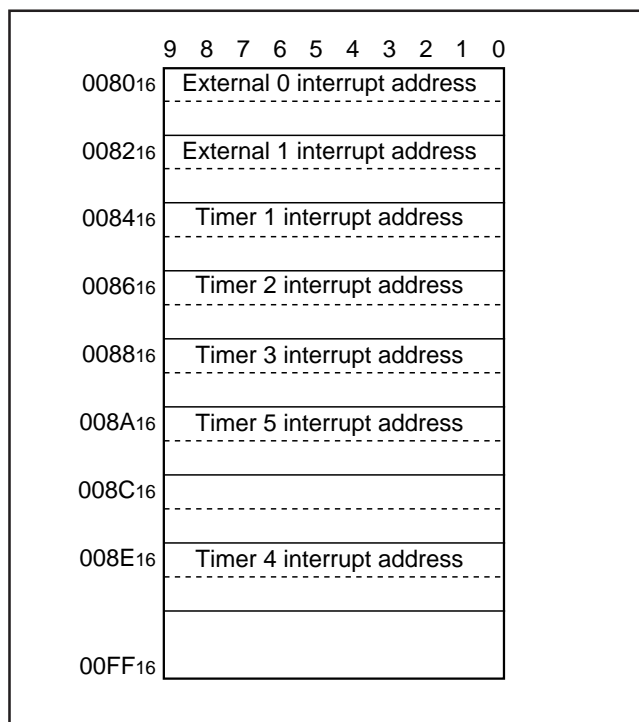 9 8 7 6 5 4 3 2 1 0
008016 External 0 interrupt address
008216 External 1 interrupt address
008416 Timer 1 interrupt address
008616 Timer 2 interrupt address
008816 Timer 3 interrupt address
008A16 Timer 5 interrupt address
008C16
008E16 Timer 4 interrupt address
00FF16